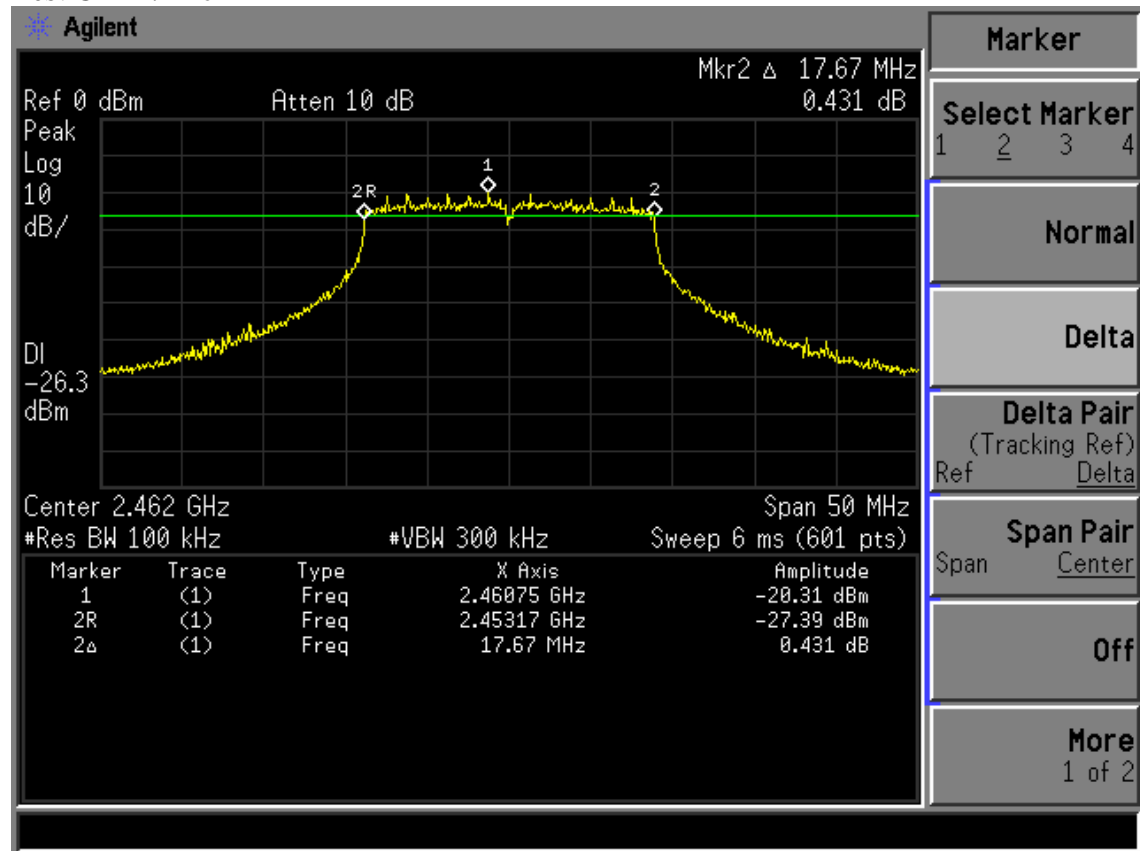 Agilent
Mkr2 Δ 17.67 MHz
Ref 0 dBm Atten 10 dB 0.431 dB
Peak
Log
10
dB/
DI
-26.3
dBm
2R
1
2
Center 2.462 GHz Span 50 MHz
#Res BW 100 kHz #VBW 300 kHz Sweep 6 ms (601 pts)
Marker Trace Type X Axis Amplitude
1 (1) Freq 2.46075 GHz -20.31 dBm
2R (1) Freq 2.45317 GHz -27.39 dBm
2Δ (1) Freq 17.67 MHz 0.431 dB
Marker
Select Marker
1 2 3 4
Normal
Delta
Delta Pair
(Tracking Ref)
Ref Delta
Span Pair
Span Center
Off
More
1 of 2